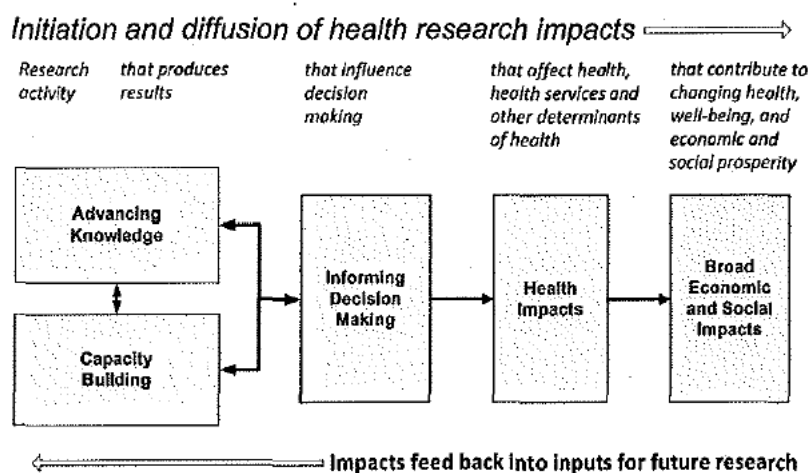 Initiation and diffusion of health research impacts
Research
activity
that produces
results
that influence
decision
making
that affect health,
health services and
other determinants
of health
that contribute to
changing health,
well-being, and
economic and
social prosperity
Advancing
Knowledge
Capacity
Building
Informing
Decision
Making
Health
Impacts
Broad
Economic
and Social
Impacts
Impacts feed back into inputs for future research